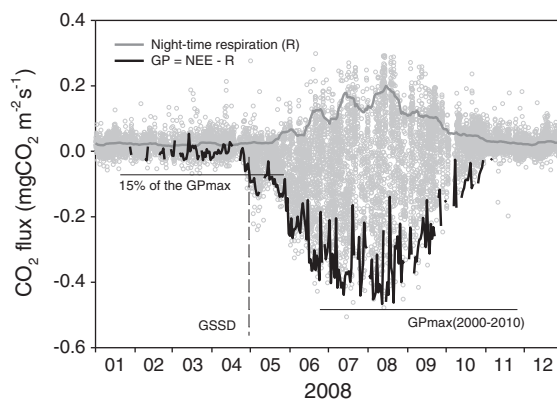 0.4
0.2
0.0
-0.2
-0.4
-0.6
CO₂ flux (mgCO₂ m⁻²s⁻¹)
Night-time respiration (R)
GP = NEE - R
15% of the GPmax
GSSD
GPmax(2000-2010)
01 02 03 04 05 06 07 08 09 10 11 12
2008